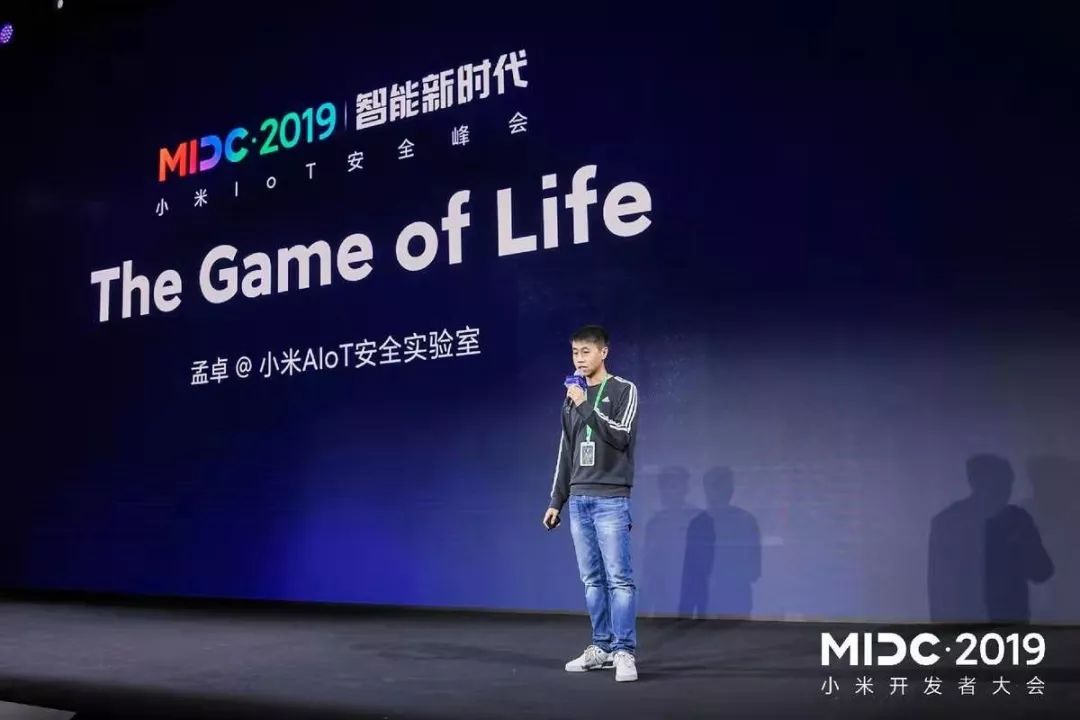 MIDC·2019 | 智能新时代
小米IoT安全峰会
The Game of Life
孟卓 @ 小米AIoT安全实验室
MIDC·2019
小米开发者大会